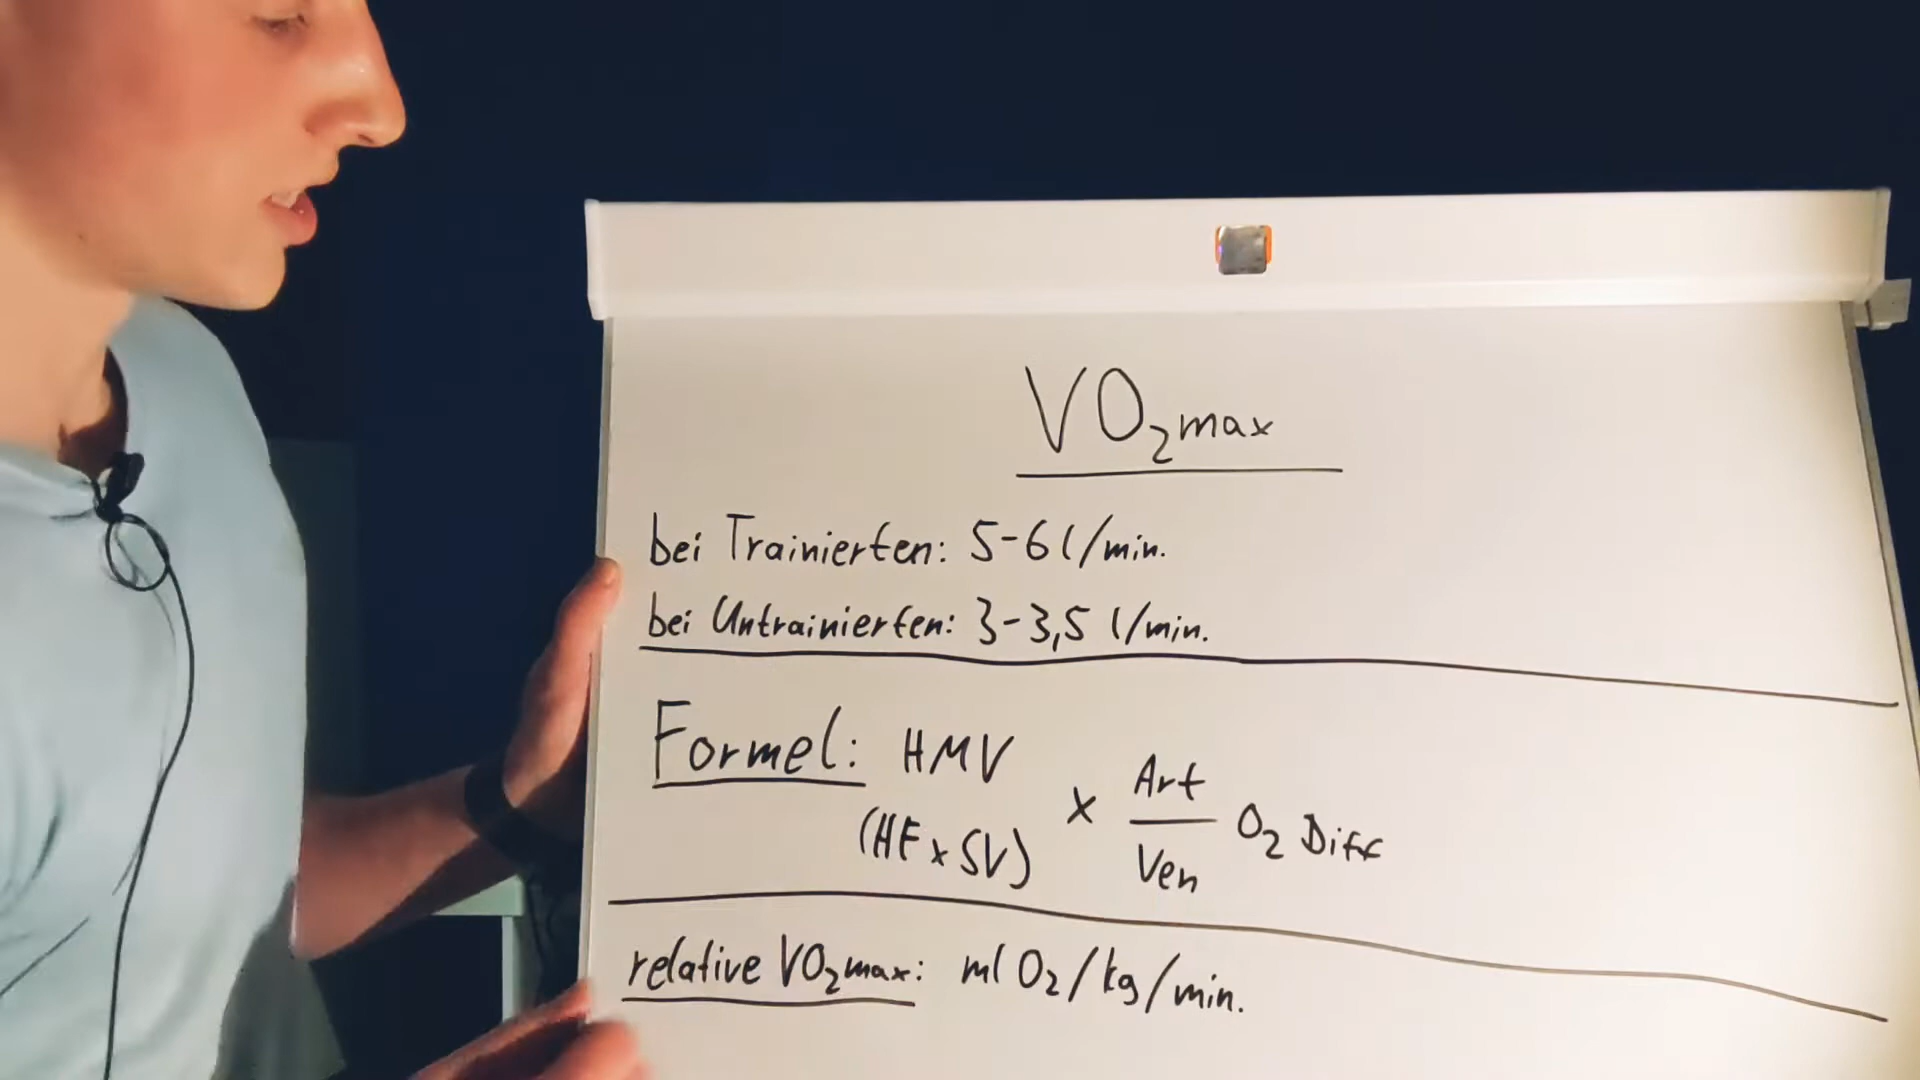 VO₂max
bei Trainierten: 5-6 l/min.
bei Untrainierten: 3-3,5 l/min.
Formel: HMV
(HF x SV) x Art
Ven O₂ Diff
relative VO₂max: ml O₂/kg/min.